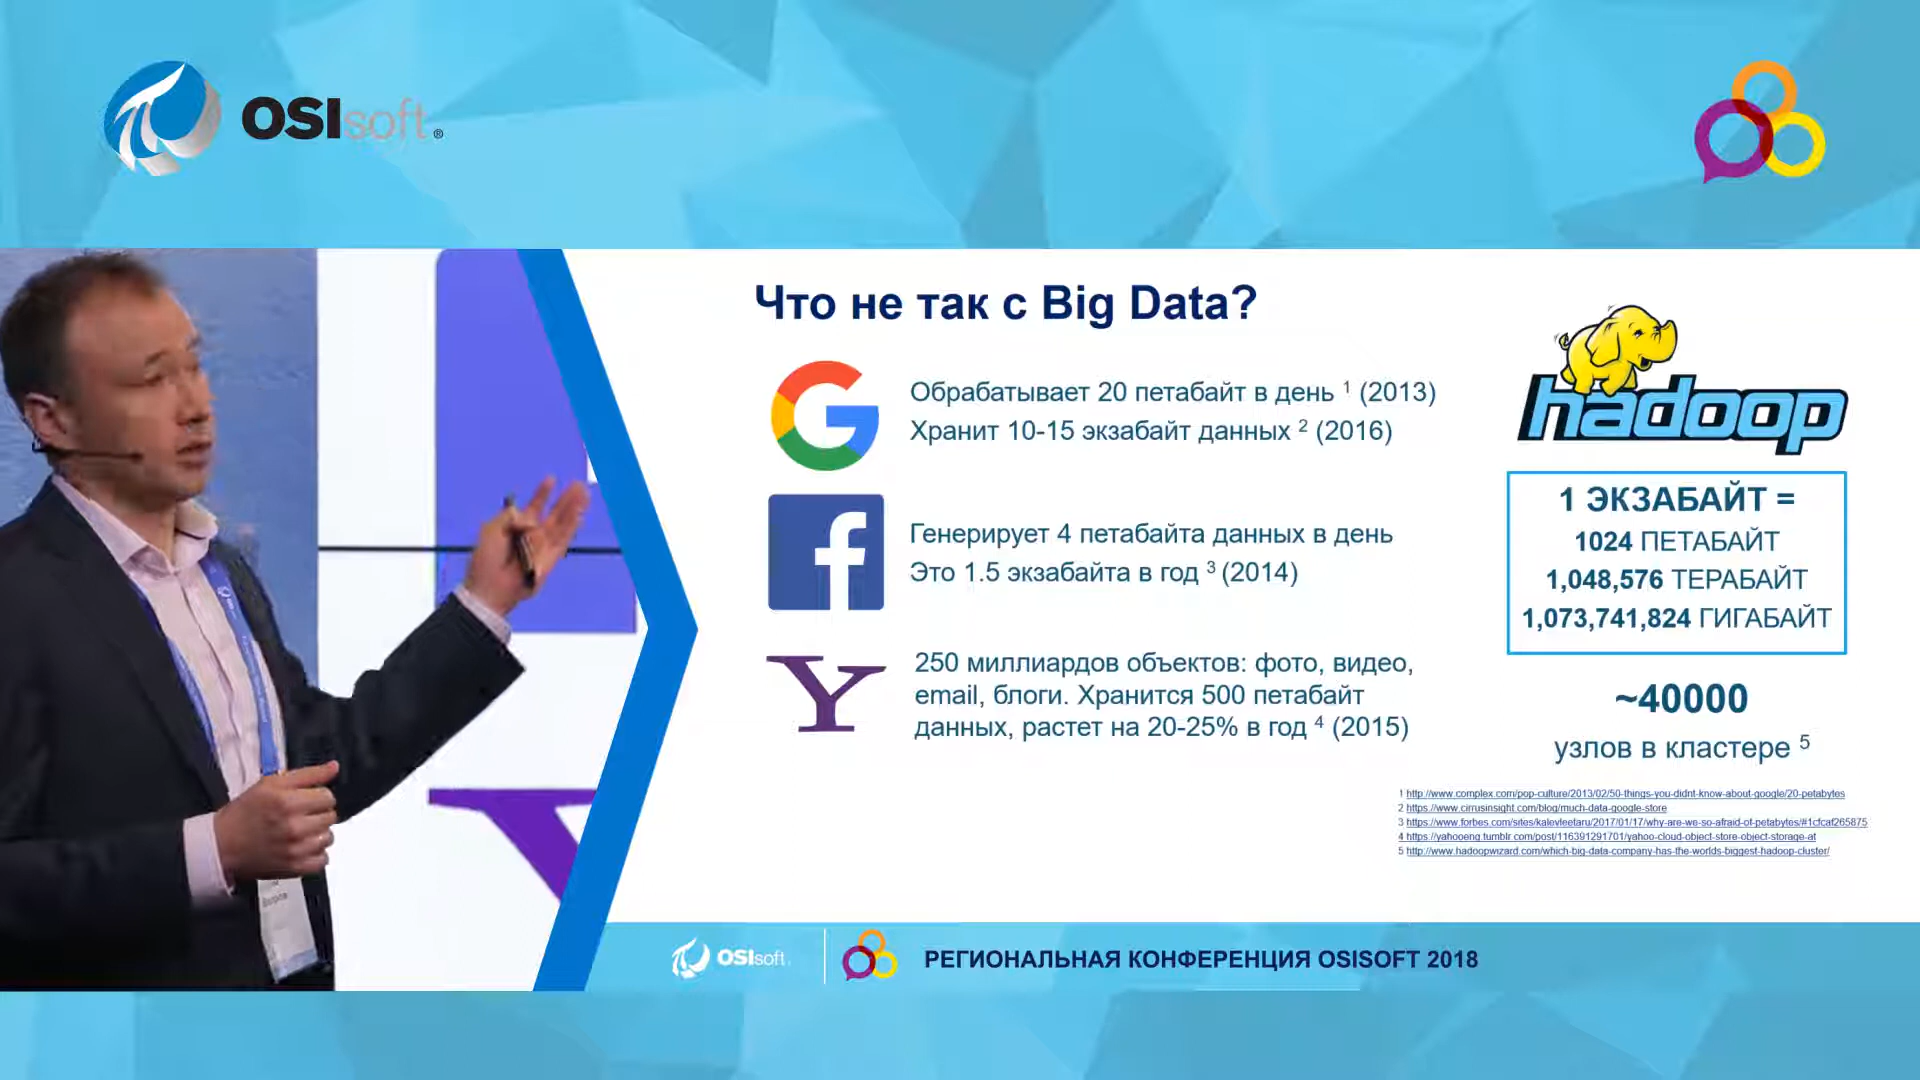 OSIsoft®
Что не так с Big Data?
Обрабатывает 20 петабайт в день ¹ (2013)
Хранит 10-15 экзабайт данных ² (2016)
Генерирует 4 петабайта данных в день
Это 1.5 экзабайта в год ³ (2014)
250 миллиардов объектов: фото, видео,
email, блоги. Хранится 500 петабайт
данных, растет на 20-25% в год ⁴ (2015)
hadoop
1 ЭКЗАБАЙТ =
1024 ПЕТАБАЙТ
1,048,576 ТЕРАБАЙТ
1,073,741,824 ГИГАБАЙТ
~40000
узлов в кластере ⁵
1 http://www.complex.com/pop-culture/2013/02/50-things-you-didnt-know-about-google/20-petabytes
2 https://www.cirrusinsight.com/blog/much-data-google-store
3 https://www.forbes.com/sites/kalevleetaru/2017/01/17/why-are-we-so-afraid-of-petabytes/#1cfcaf265875
4 https://yahooeng.tumblr.com/post/116391291701/yahoo-cloud-object-store-object-storage-at
5 http://www.hadoopwizard.com/which-big-data-company-has-the-worlds-biggest-hadoop-cluster/
OSIsoft.
РЕГИОНАЛЬНАЯ КОНФЕРЕНЦИЯ OSISOFT 2018